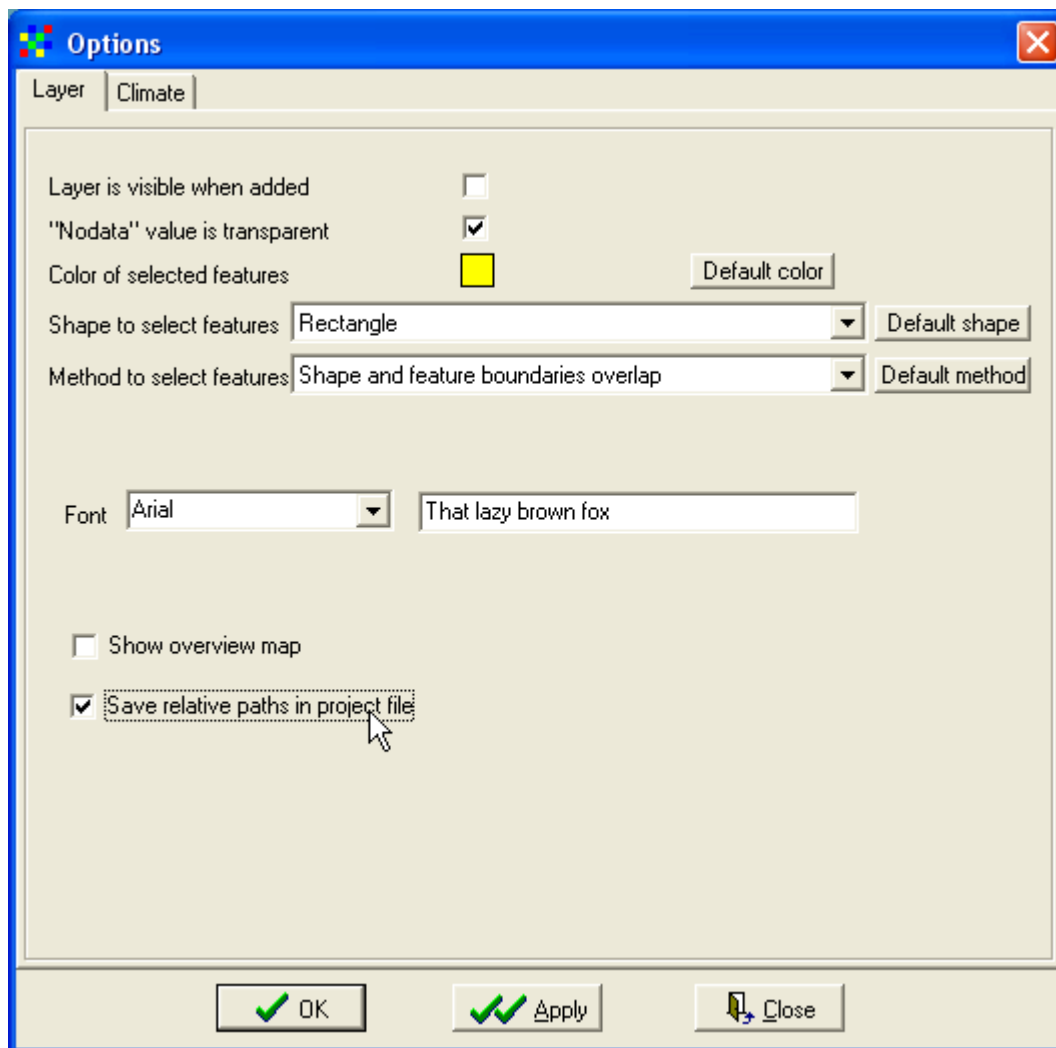 Options
Layer Climate
Layer is visible when added
"Nodata" value is transparent
Color of selected features Default color
Shape to select features Rectangle Default shape
Method to select features Shape and feature boundaries overlap Default method
Font Arial That lazy brown fox
Show overview map
Save relative paths in project file
OK Apply Close